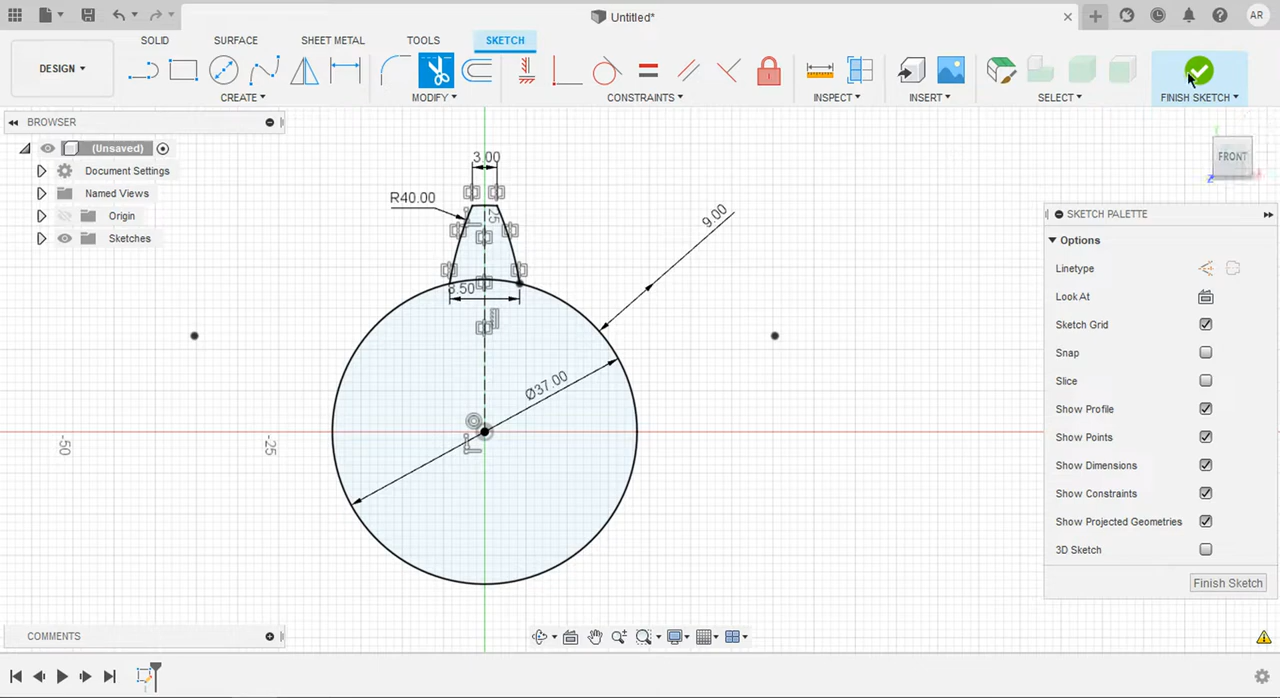 Untitled*
AR
DESIGN
SOLID
SURFACE
SHEET METAL
TOOLS
SKETCH
CREATE
MODIFY
CONSTRAINTS
INSPECT
INSERT
SELECT
FINISH SKETCH
BROWSER
(Unsaved)
Document Settings
Named Views
Origin
Sketches
FRONT
3.00
R40.00
25
9.00
8.50
Ø37.00
-50
-25
SKETCH PALETTE
Options
Linetype
Look At
Sketch Grid
Snap
Slice
Show Profile
Show Points
Show Dimensions
Show Constraints
Show Projected Geometries
3D Sketch
Finish Sketch
COMMENTS